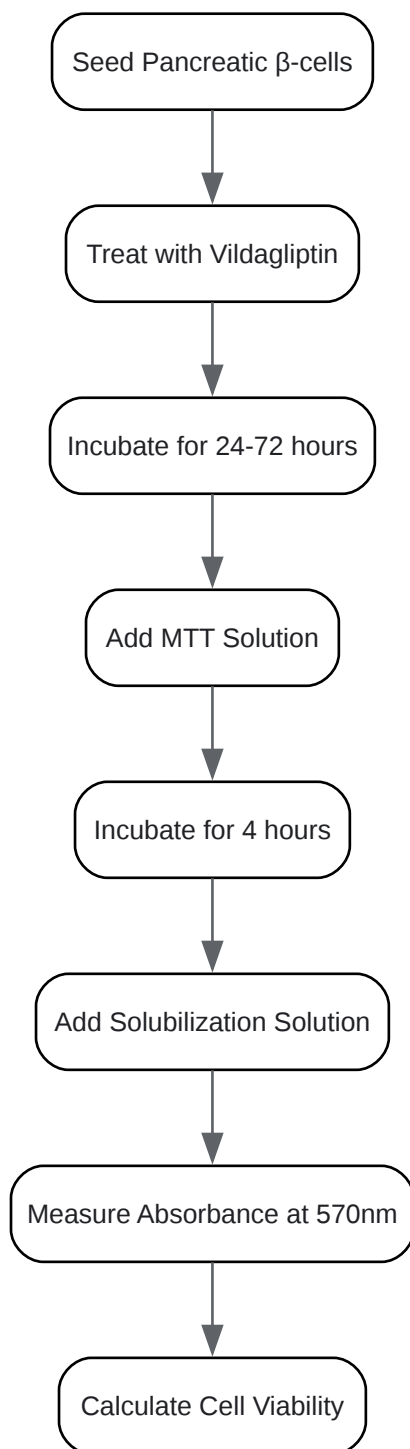 Seed Pancreatic β-cells
Treat with Vildagliptin
Incubate for 24-72 hours
Add MTT Solution
Incubate for 4 hours
Add Solubilization Solution
Measure Absorbance at 570nm
Calculate Cell Viability